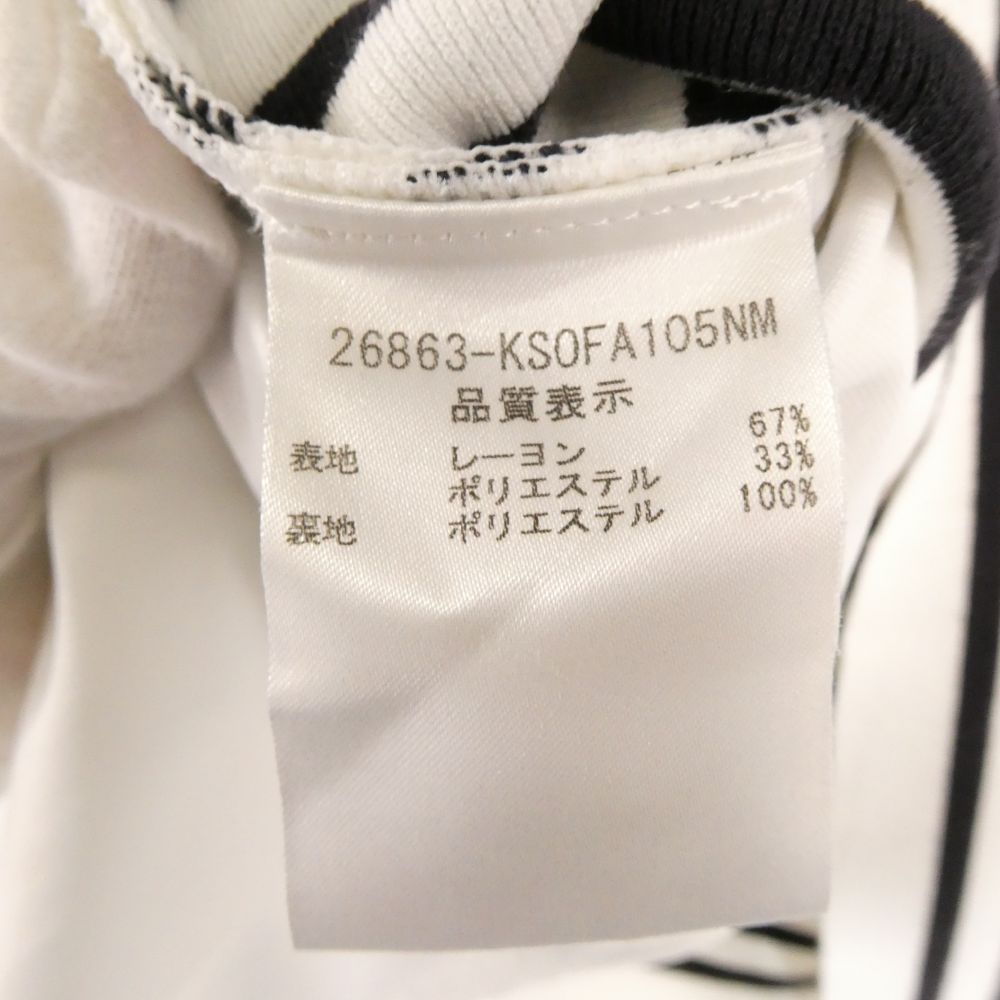 26863-KS0FA105NM
品質表示
表地 レーヨン 67%
ポリエステル 33%
裏地 ポリエステル 100%